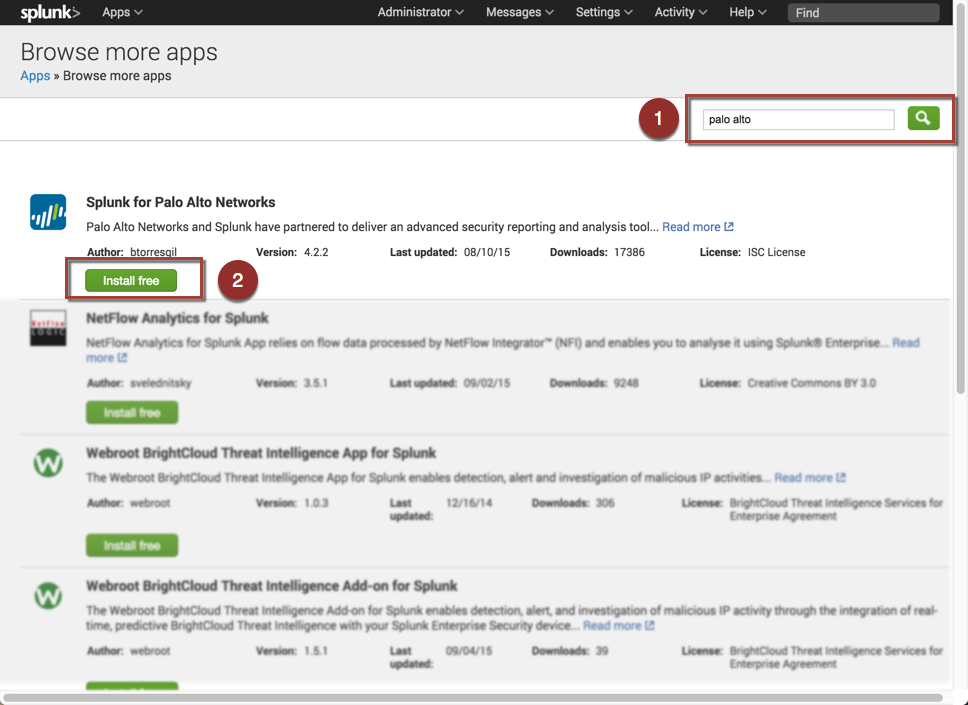 splunk> Apps Administrator Messages Settings Activity Help Find
Browse more apps
Apps » Browse more apps
1 palo alto
Splunk for Palo Alto Networks
Palo Alto Networks and Splunk have partnered to deliver an advanced security reporting and analysis tool... Read more
Author: btorresgil Version: 4.2.2 Last updated: 08/10/15 Downloads: 17386 License: ISC License
Install free 2
NetFlow
LOGIC
NetFlow Analytics for Splunk
NetFlow Analytics for Splunk App relies on flow data processed by NetFlow Integrator™ (NFI) and enables you to analyse it using Splunk® Enterprise... Read
more
Author: svelednitsky Version: 3.5.1 Last updated: 09/02/15 Downloads: 9248 License: Creative Commons BY 3.0
Install free
W
Webroot BrightCloud Threat Intelligence App for Splunk
The Webroot BrightCloud Threat Intelligence App for Splunk enables detection, alert and investigation of malicious IP activities... Read more
Author: webroot Version: 1.0.3 Last 12/16/14 Downloads: 306 License: BrightCloud Threat Intelligence Services for
updated: Enterprise Agreement
Install free
W
Webroot BrightCloud Threat Intelligence Add-on for Splunk
The Webroot BrightCloud Threat Intelligence Add-on for Splunk enables detection, alert, and investigation of malicious IP activity through the integration of real-
time, predictive BrightCloud Threat Intelligence with your Splunk Enterprise Security device... Read more
Author: webroot Version: 1.5.1 Last 09/04/15 Downloads: 39 License: BrightCloud Threat Intelligence Services for
updated: Enterprise Agreement